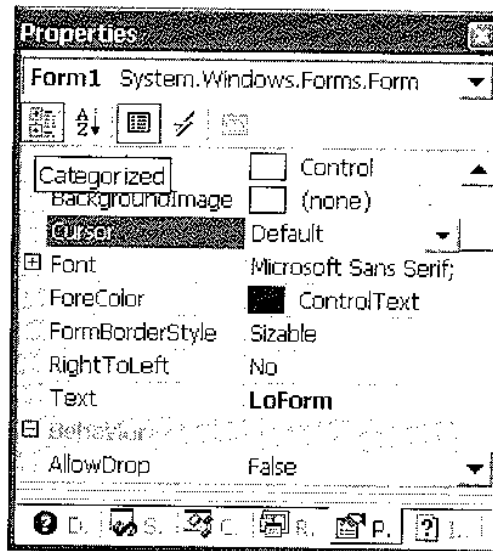 Properties
Form1 System.Windows.Forms.Form
Categorized
Control
BackgroundImage (none)
Cursor Default
Font Microsoft Sans Serif;
ForeColor ControlText
FormBorderStyle Sizable
RightToLeft No
Text LoForm
Behavior
AllowDrop False
D. S. C. R. P. I.